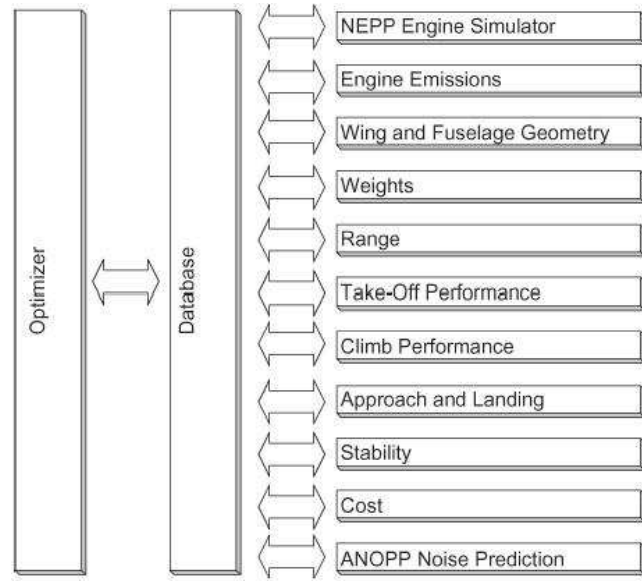 Optimizer
Database
NEPP Engine Simulator
Engine Emissions
Wing and Fuselage Geometry
Weights
Range
Take-Off Performance
Climb Performance
Approach and Landing
Stability
Cost
ANOPP Noise Prediction